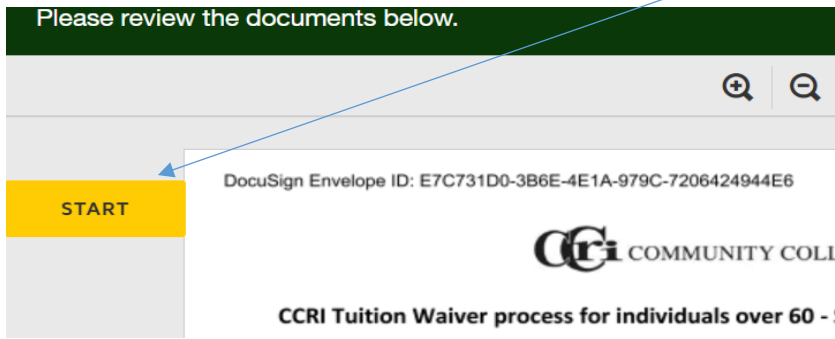 Please review the documents below.
DocuSign Envelope ID: E7C731D0-3B6E-4E1A-979C-7206424944E6
START
CCri COMMUNITY COLL
CCRI Tuition Waiver process for individuals over 60 -